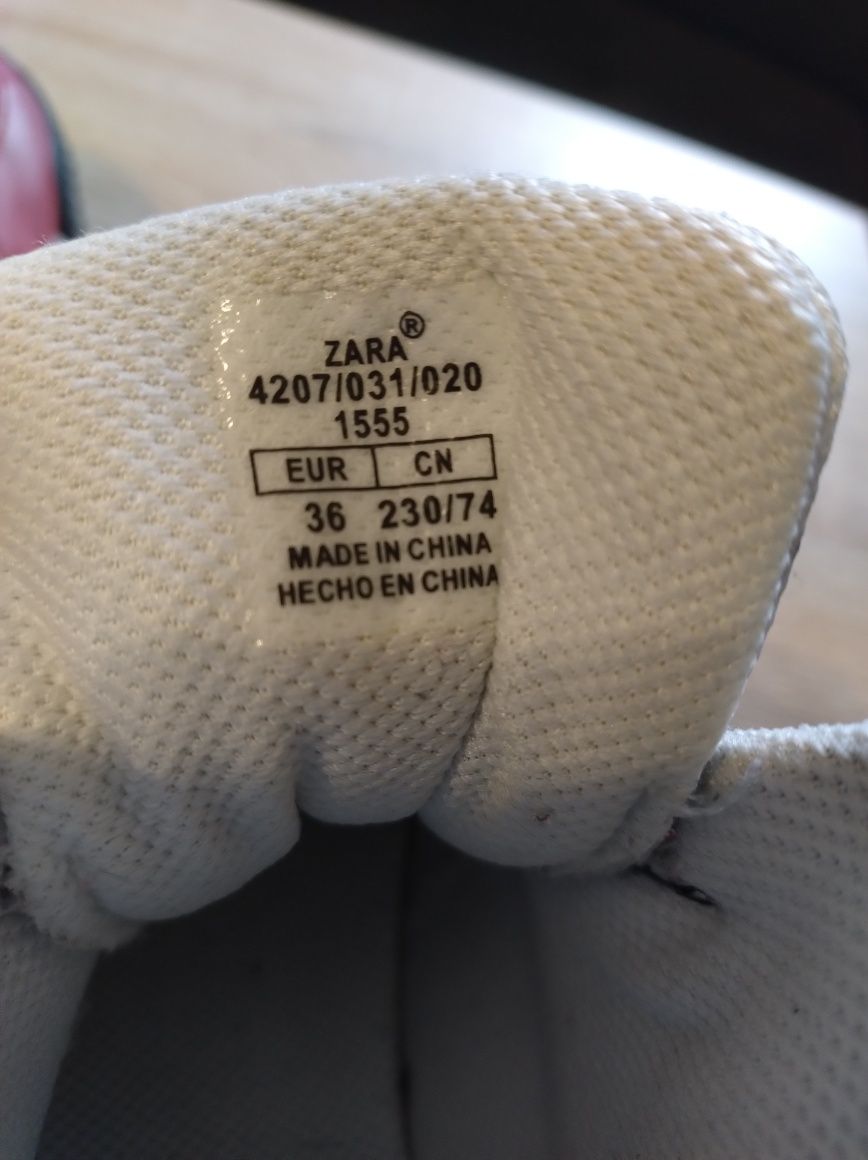 ZARA®
4207/031/020
1555
EUR CN
36 230/74
MADE IN CHINA
HECHO EN CHINA